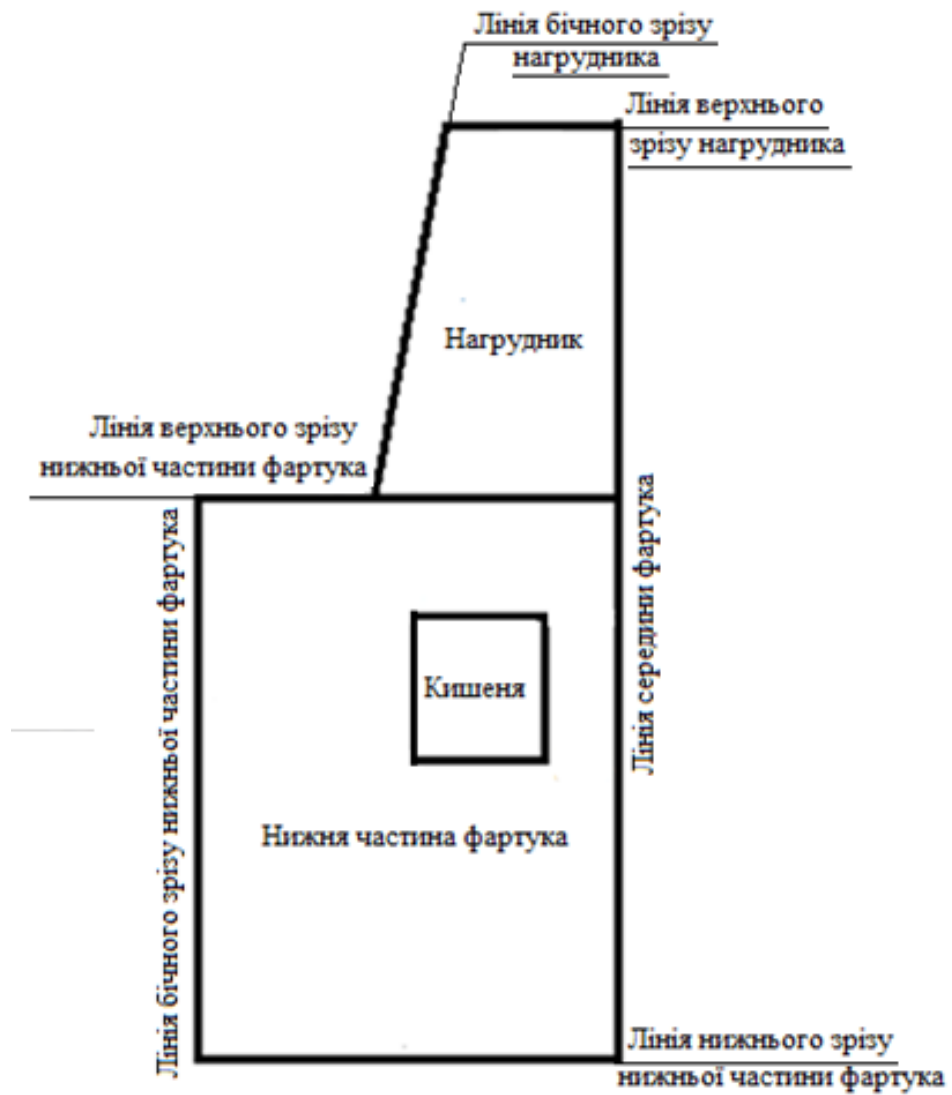 Лінія бічного зрізу
нагрудника
Лінія верхнього
зрізу нагрудника
Нагрудник
Лінія верхнього зрізу
нижньої частини фартука
Лінія бічного зрізу нижньої частини фартука
Лінія середини фартука
Кишеня
Нижня частина фартука
Лінія нижнього зрізу
нижньої частини фартука